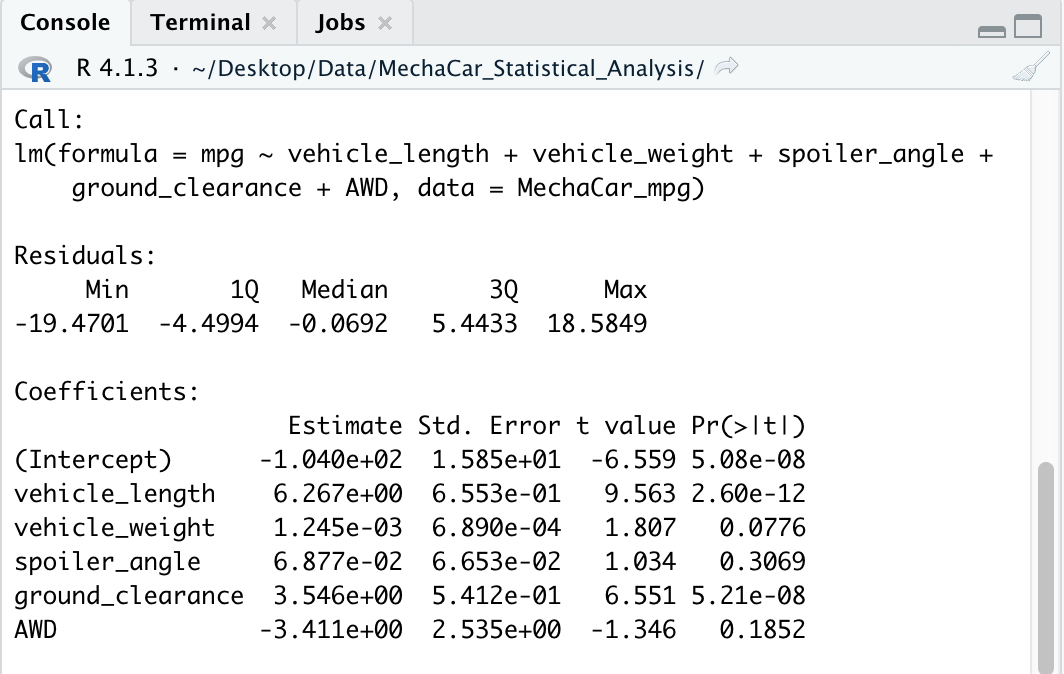 Console Terminal × Jobs ×
R R 4.1.3 · ~/Desktop/Data/MechaCar_Statistical_Analysis/
Call:
lm(formula = mpg ~ vehicle_length + vehicle_weight + spoiler_angle +
    ground_clearance + AWD, data = MechaCar_mpg)
Residuals:
     Min       1Q   Median       3Q      Max
-19.4701  -4.4994  -0.0692   5.4433  18.5849
Coefficients:
                   Estimate Std. Error t value Pr(>|t|)
(Intercept)      -1.040e+02  1.585e+01  -6.559 5.08e-08
vehicle_length    6.267e+00  6.553e-01   9.563 2.60e-12
vehicle_weight    1.245e-03  6.890e-04   1.807   0.0776
spoiler_angle     6.877e-02  6.653e-02   1.034   0.3069
ground_clearance  3.546e+00  5.412e-01   6.551 5.21e-08
AWD              -3.411e+00  2.535e+00  -1.346   0.1852